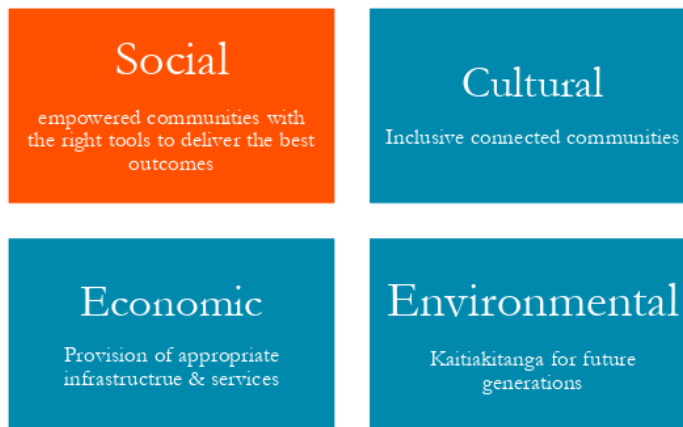 Social
empowered communities with
the right tools to deliver the best
outcomes
Cultural
Inclusive connected communities
Economic
Provision of appropriate
infrastructrue & services
Environmental
Kaitiakitanga for future
generations